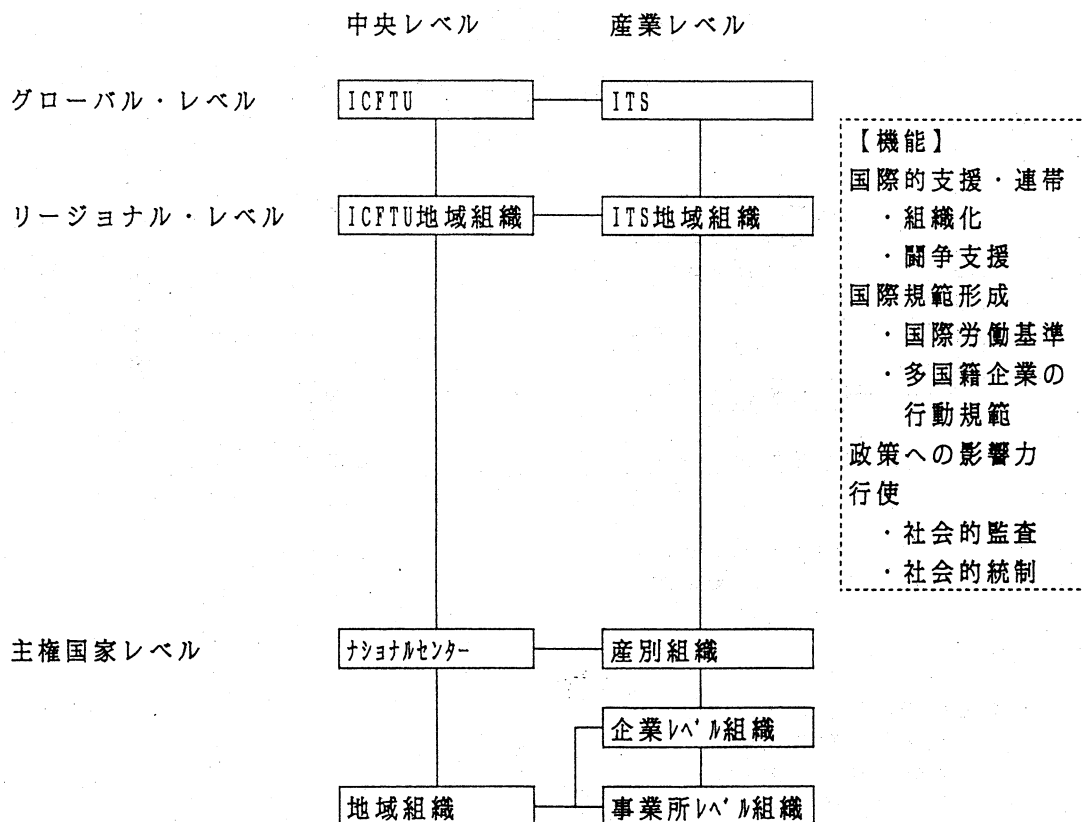 中央レベル 産業レベル
グローバル・レベル ICFTU ITS
リージョナル・レベル ICFTU地域組織 ITS地域組織
【機能】
国際的支援・連帯
・組織化
・闘争支援
国際規範形成
・国際労働基準
・多国籍企業の
行動規範
政策への影響力
行使
・社会的監査
・社会的統制
主権国家レベル ナショナルセンター 産別組織
企業レベル組織
地域組織 事業所レベル組織